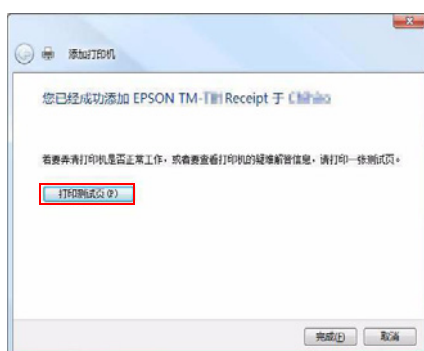 添加打印机
您已经成功添加 EPSON TM- Receipt 于
若要弄清打印机是否正常工作，或者要查看打印机的疑难解答信息，请打印一张测试页。
打印测试页(P)
完成(F) 取消